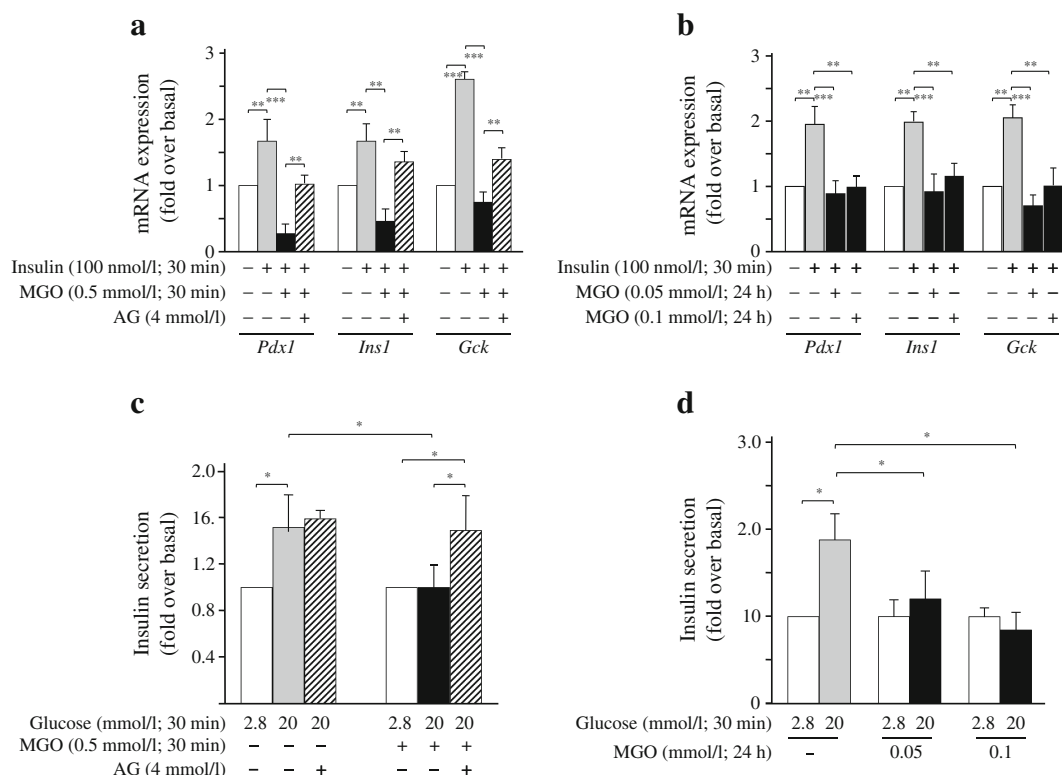 a
mRNA expression
(fold over basal)
3
2
1
0
** *** **
** ** **
*** *** **
Insulin (100 nmol/l; 30 min) – + + + – + + + – + + +
MGO (0.5 mmol/l; 30 min) – – + + – – + + – – + +
AG (4 mmol/l) – – – + – – – + – – – +
Pdx1 Ins1 Gck
b
mRNA expression
(fold over basal)
3
2
1
0
** *** **
** *** **
** *** **
Insulin (100 nmol/l; 30 min) – + + + – + + + – + + +
MGO (0.05 mmol/l; 24 h) – – + – – – + – – – + –
MGO (0.1 mmol/l; 24 h) – – – + – – – + – – – +
Pdx1 Ins1 Gck
c
Insulin secretion
(fold over basal)
2.0
16.
1.2
0.8
0.4
* * * *
Glucose (mmol/l; 30 min) 2.8 20 20 2.8 20 20
MGO (0.5 mmol/l; 30 min) – – – + + +
AG (4 mmol/l) – – + – – +
d
Insulin secretion
(fold over basal)
3.0
2.0
10
0
* * *
Glucose (mmol/l; 30 min) 2.8 20 2.8 20 2.8 20
MGO (mmol/l; 24 h) – 0.05 0.1